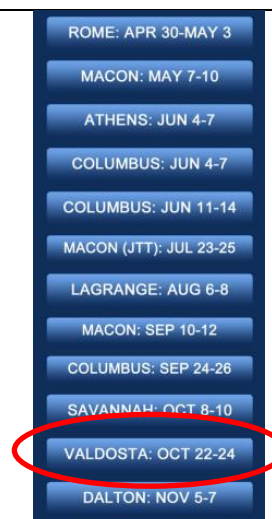 ROME: APR 30-MAY 3
MACON: MAY 7-10
ATHENS: JUN 4-7
COLUMBUS: JUN 4-7
COLUMBUS: JUN 11-14
MACON (JTT): JUL 23-25
LAGRANGE: AUG 6-8
MACON: SEP 10-12
COLUMBUS: SEP 24-26
SAVANNAH: OCT 8-10
VALDOSTA: OCT 22-24
DALTON: NOV 5-7